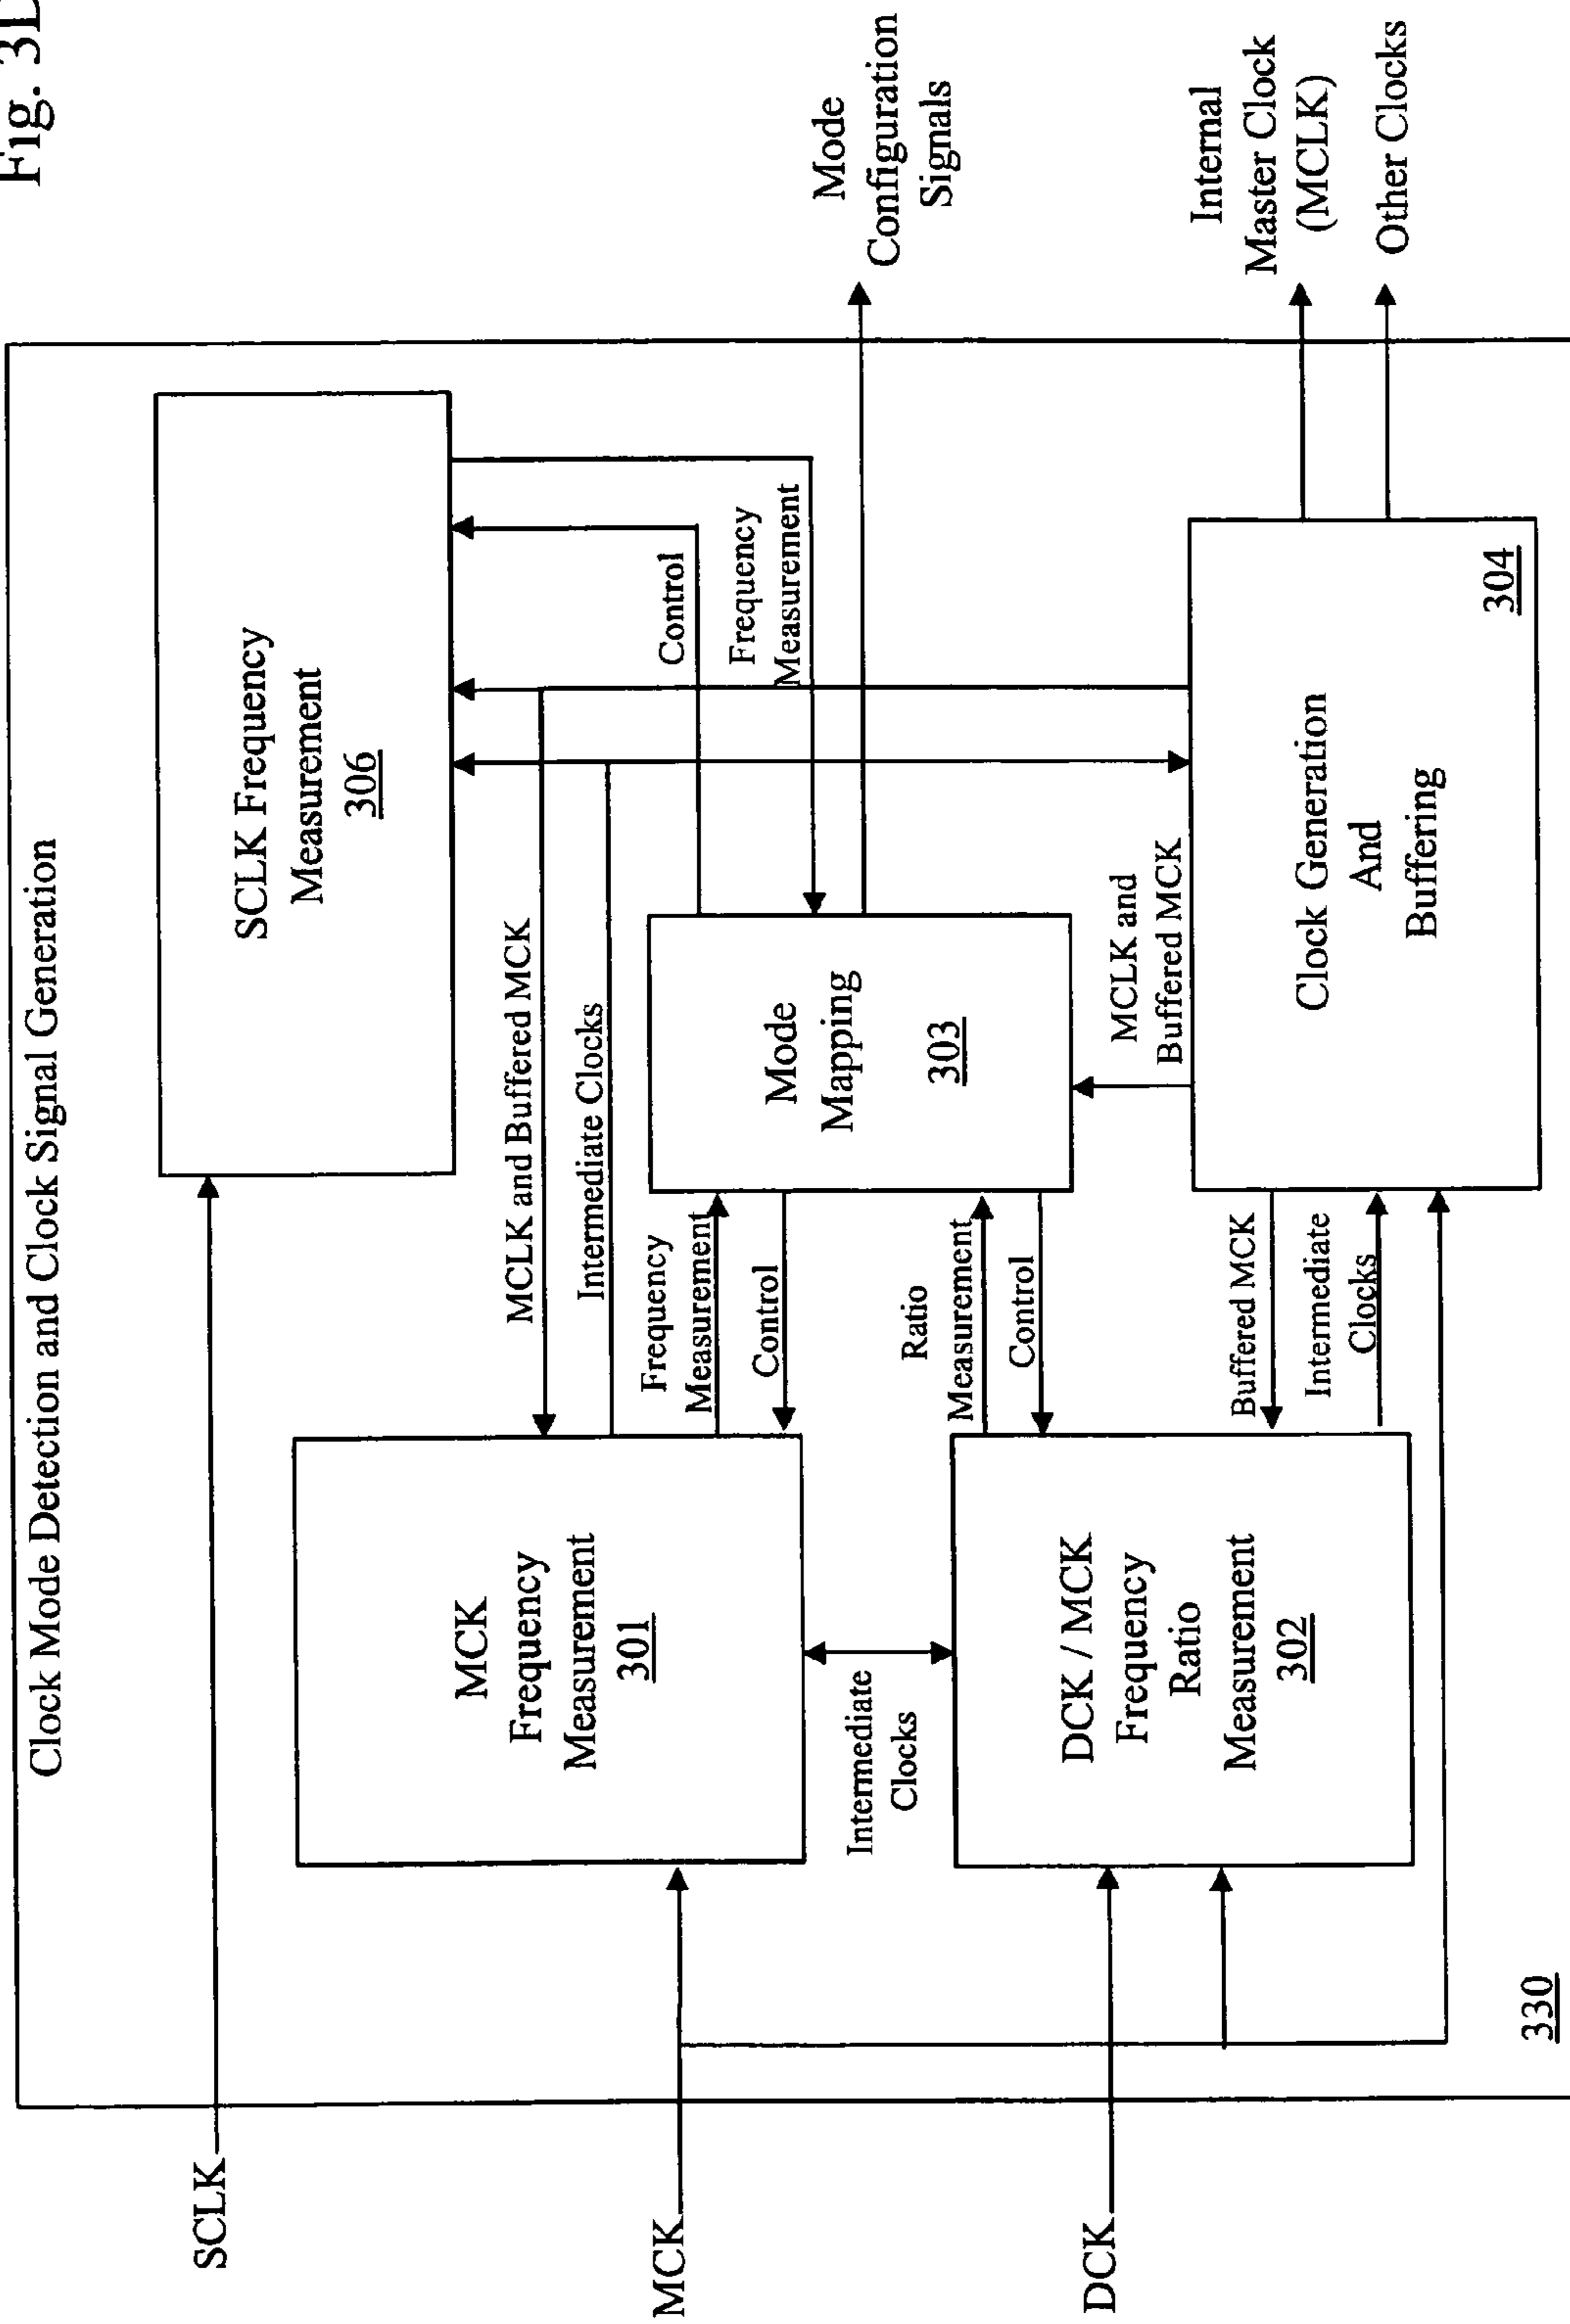 Fig.
Clock Mode Detection and Clock Signal Generation
SCLK
SCLK Frequency
Measurement
306
MCLK and Buffered MCK
Intermediate Clocks
Control
Frequency
Measurement
MCK
MCK
Frequency
Measurement
301
Frequency
Measurement
Control
Mode
Mapping
303
Mode
Configuration
Signals
Intermediate
Clocks
Ratio
Measurement
Control
MCLK and
Buffered MCK
DCK
DCK / MCK
Frequency
Ratio
Measurement
302
Buffered MCK
Intermediate
Clocks
Clock Generation
And
Buffering
304
Internal
Master Clock
(MCLK)
Other Clocks
330